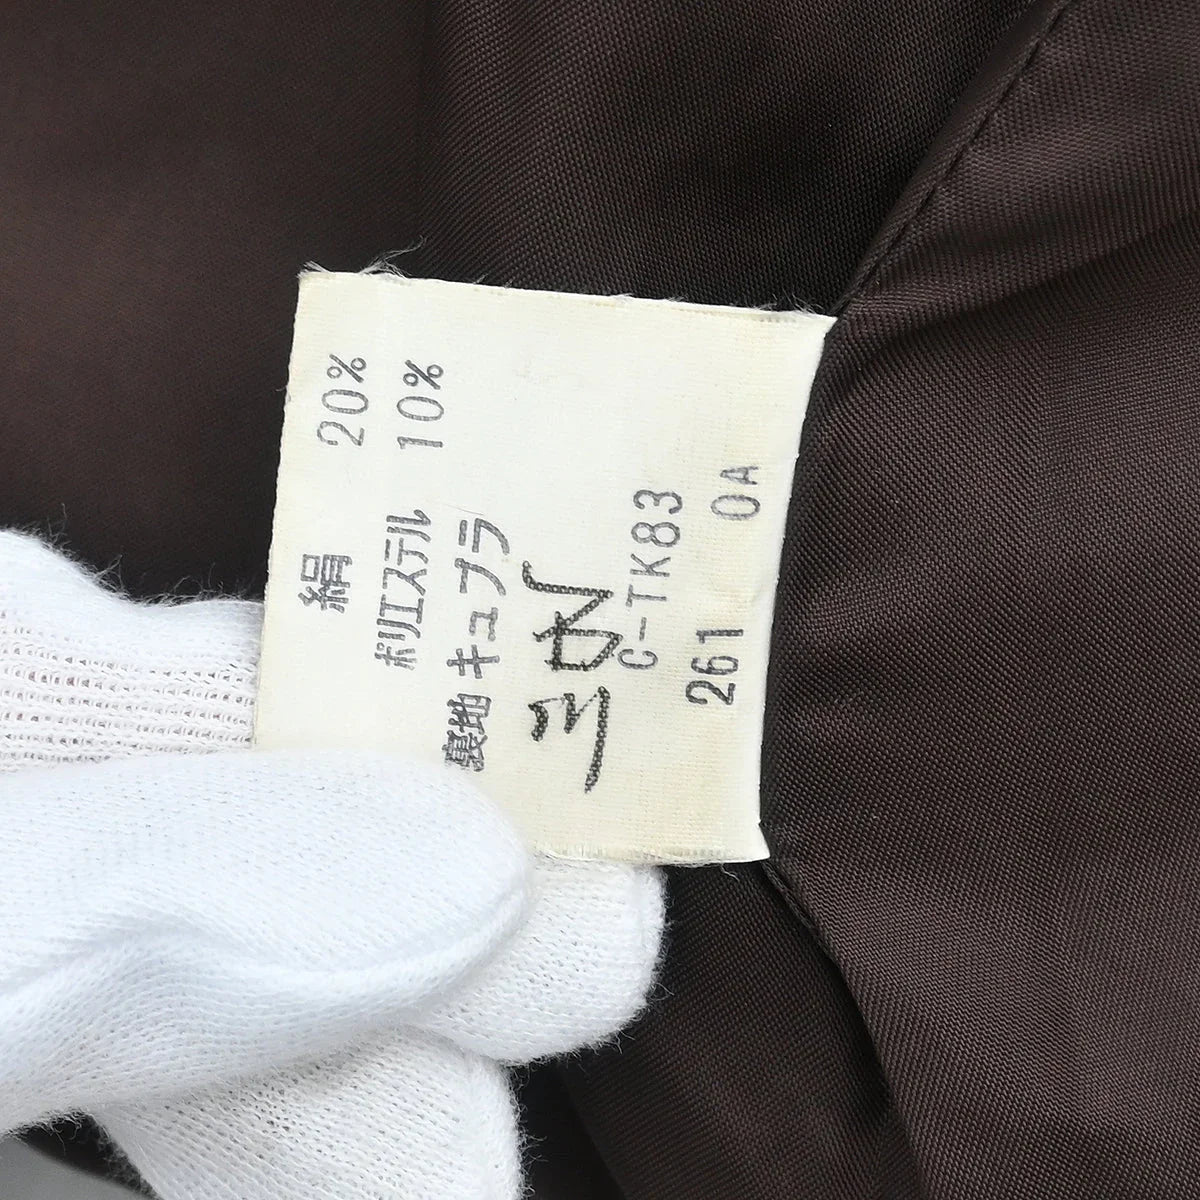 絹 20%
ポリエステル 10%
裏地 キュプラ
C-TK83
261 0A